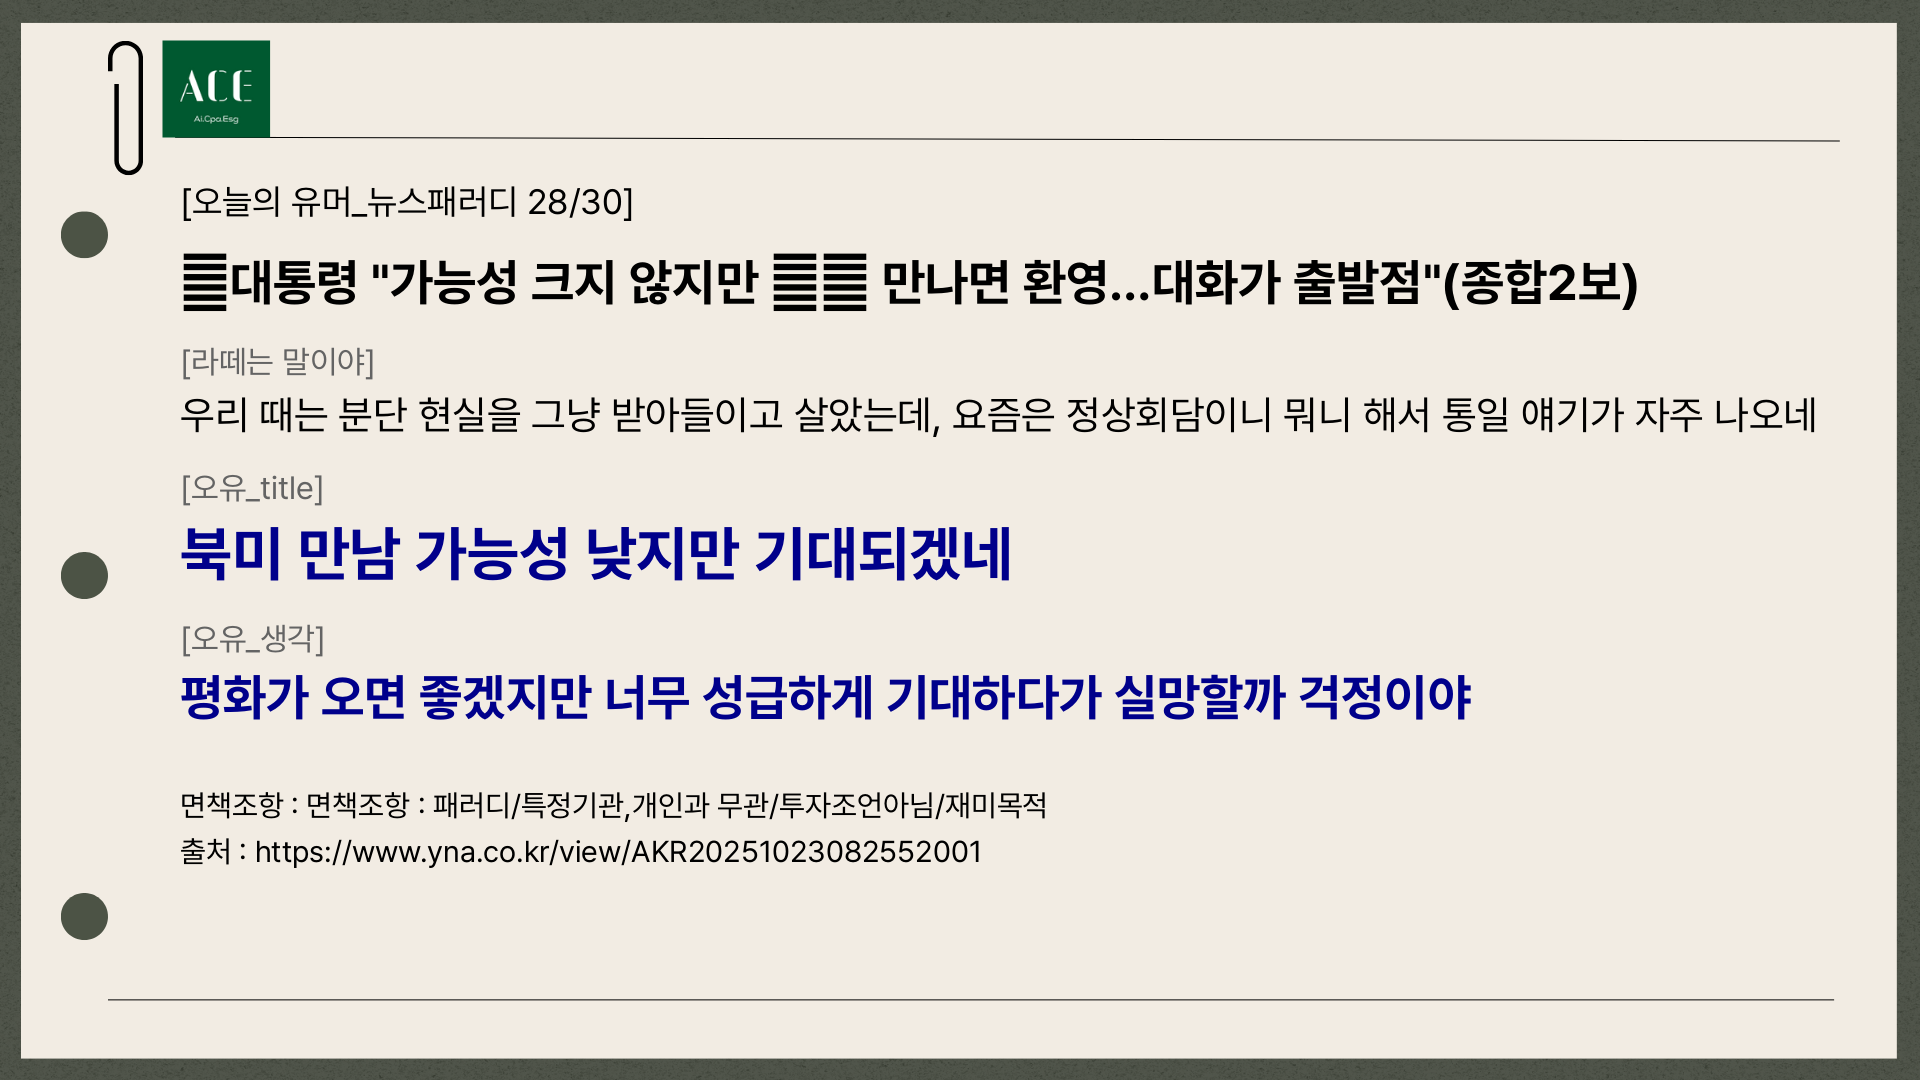 ACE
Ai.Cpa.Esg
[오늘의 유머_뉴스패러디 28/30]
대통령 "가능성 크지 않지만 만나면 환영…대화가 출발점"(종합2보)
[라떼는 말이야]
우리 때는 분단 현실을 그냥 받아들이고 살았는데, 요즘은 정상회담이니 뭐니 해서 통일 얘기가 자주 나오네
[오유_title]
북미 만남 가능성 낮지만 기대되겠네
[오유_생각]
평화가 오면 좋겠지만 너무 성급하게 기대하다가 실망할까 걱정이야
면책조항 : 면책조항 : 패러디/특정기관,개인과 무관/투자조언아님/재미목적
출처 : https://www.yna.co.kr/view/AKR20251023082552001